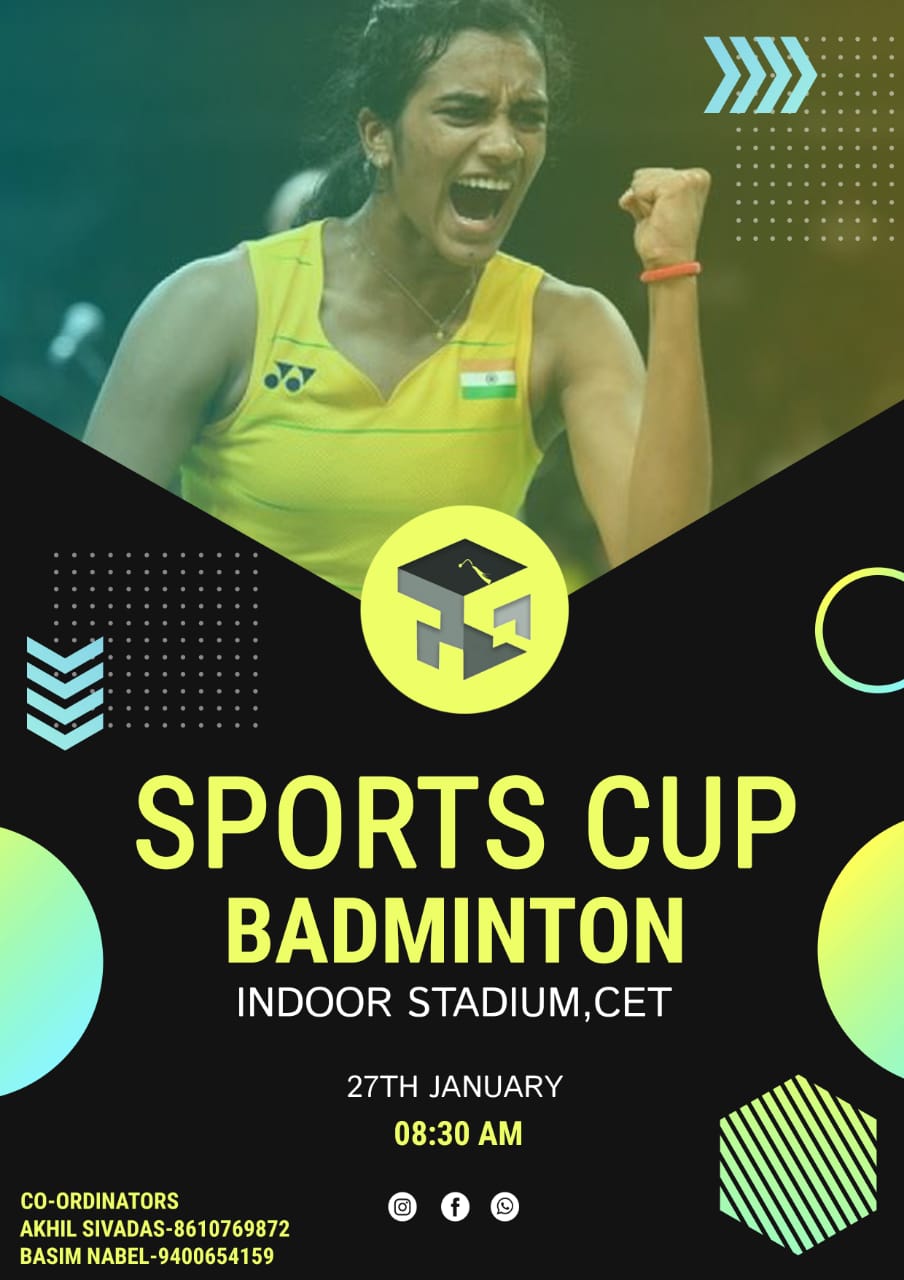 SPORTS CUP
BADMINTON
INDOOR STADIUM,CET
27TH JANUARY
08:30 AM
CO-ORDINATORS
AKHIL SIVADAS-8610769872
BASIM NABEL-9400654159